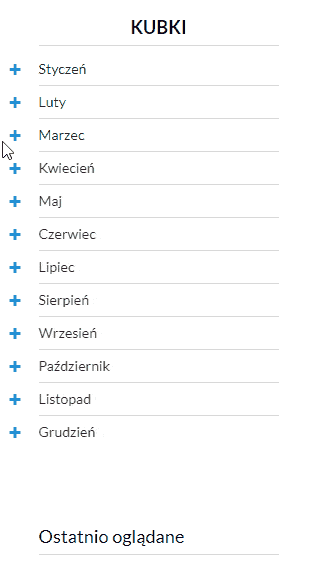 KUBKI
Styczeń
Luty
Marzec
Kwiecień
Maj
Czerwiec
Lipiec
Sierpień
Wrzesień
Październik
Listopad
Grudzień
Ostatnio oglądane